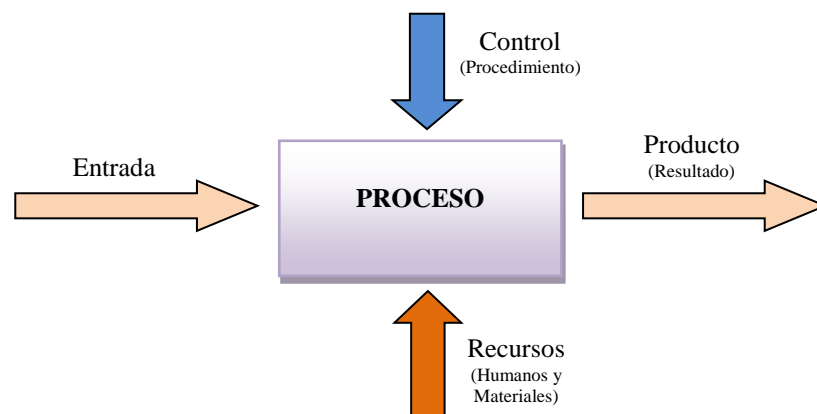 Control
(Procedimiento)
Entrada
PROCESO
Producto
(Resultado)
Recursos
(Humanos y
Materiales)